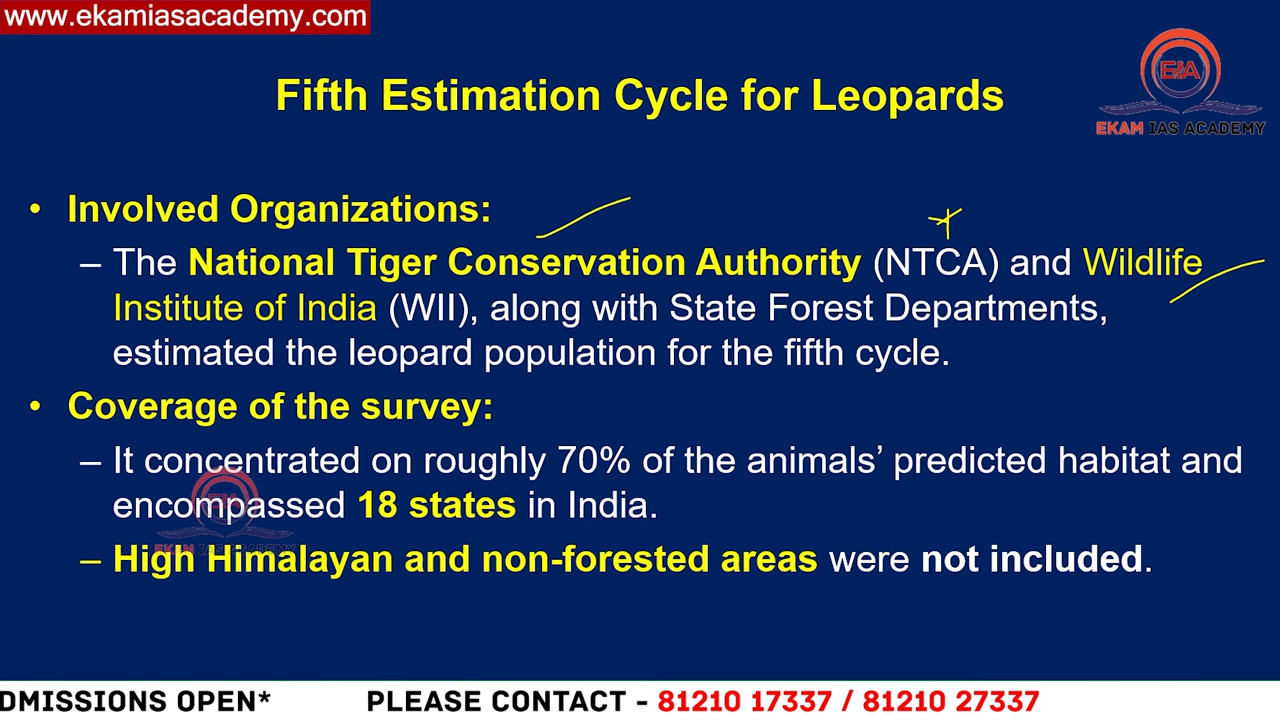 www.ekamiasacademy.com
EKAM IAS ACADEMY
Fifth Estimation Cycle for Leopards
• Involved Organizations:
– The National Tiger Conservation Authority (NTCA) and Wildlife
Institute of India (WII), along with State Forest Departments,
estimated the leopard population for the fifth cycle.
• Coverage of the survey:
– It concentrated on roughly 70% of the animals’ predicted habitat and
encompassed 18 states in India.
EKAM IAS ACADEMY
– High Himalayan and non-forested areas were not included.
DMISSIONS OPEN* PLEASE CONTACT - 81210 17337 / 81210 27337